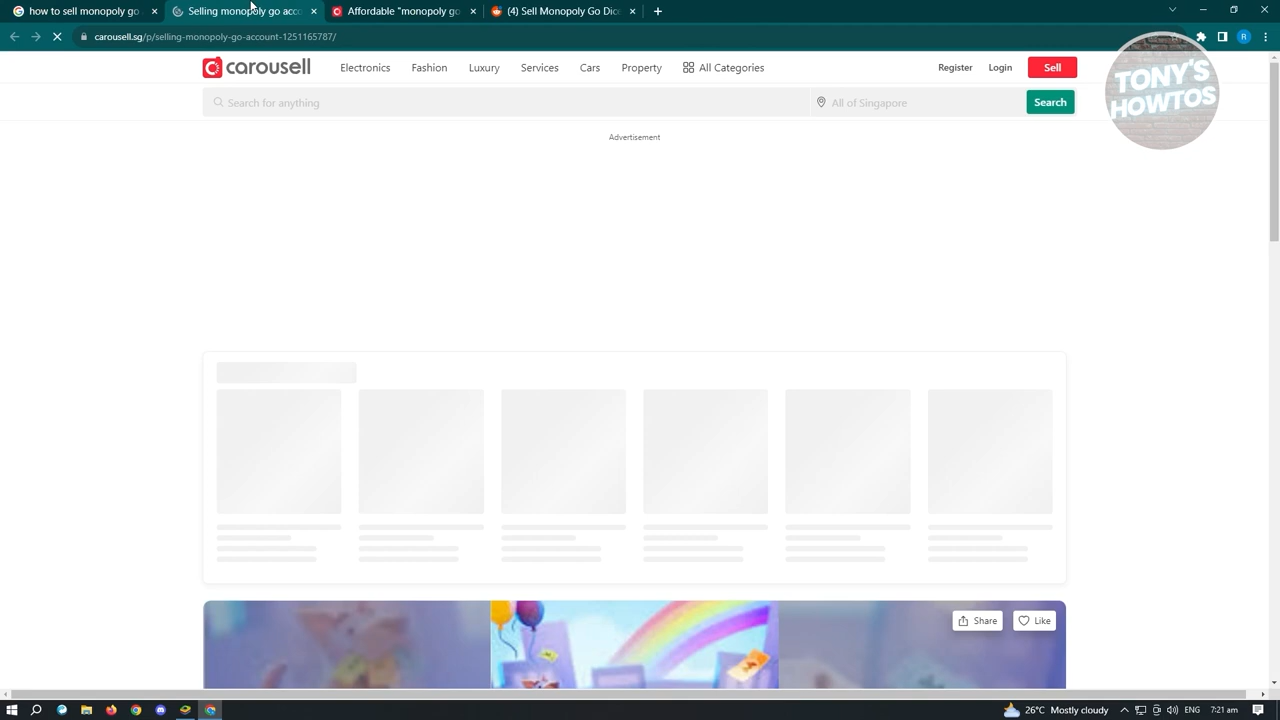 how to sell monopoly go
Selling monopoly go acco
Affordable "monopoly go
(4) Sell Monopoly Go Dice
carousell.sg/p/selling-monopoly-go-account-1251165787/
R
carousell
Electronics
Fashion
Luxury
Services
Cars
Property
All Categories
Register
Login
Sell
TONY'S
HOWTOS
Search for anything
All of Singapore
Search
Advertisement
Share
Like
26°C Mostly cloudy
ENG
7:21 am